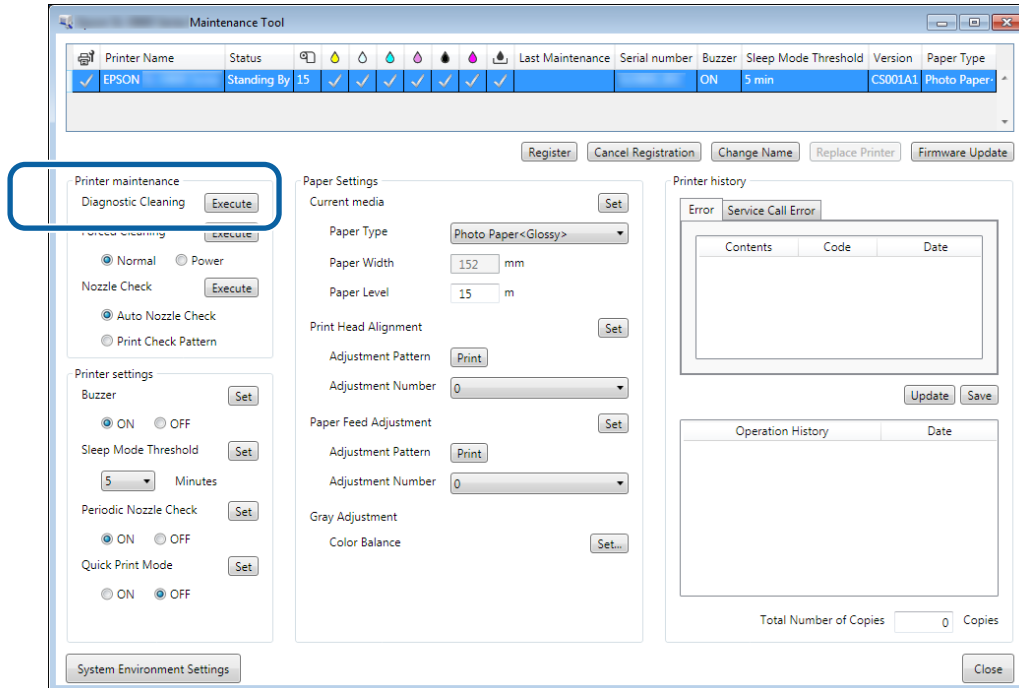 Maintenance Tool
Printer Name Status Last Maintenance Serial number Buzzer Sleep Mode Threshold Version Paper Type
EPSON Standing By 15 ON 5 min CS001A1 Photo Paper
Register Cancel Registration Change Name Replace Printer Firmware Update
Printer maintenance
Diagnostic Cleaning Execute
Forced Cleaning Execute
Normal Power
Nozzle Check Execute
Auto Nozzle Check
Print Check Pattern
Printer settings
Buzzer Set
ON OFF
Sleep Mode Threshold Set
5 Minutes
Periodic Nozzle Check Set
ON OFF
Quick Print Mode Set
ON OFF
Paper Settings
Current media Set
Paper Type Photo Paper<Glossy>
Paper Width 152 mm
Paper Level 15 m
Print Head Alignment Set
Adjustment Pattern Print
Adjustment Number 0
Paper Feed Adjustment Set
Adjustment Pattern Print
Adjustment Number 0
Gray Adjustment
Color Balance Set...
Printer history
Error Service Call Error
Contents Code Date
Update Save
Operation History Date
Total Number of Copies 0 Copies
System Environment Settings Close